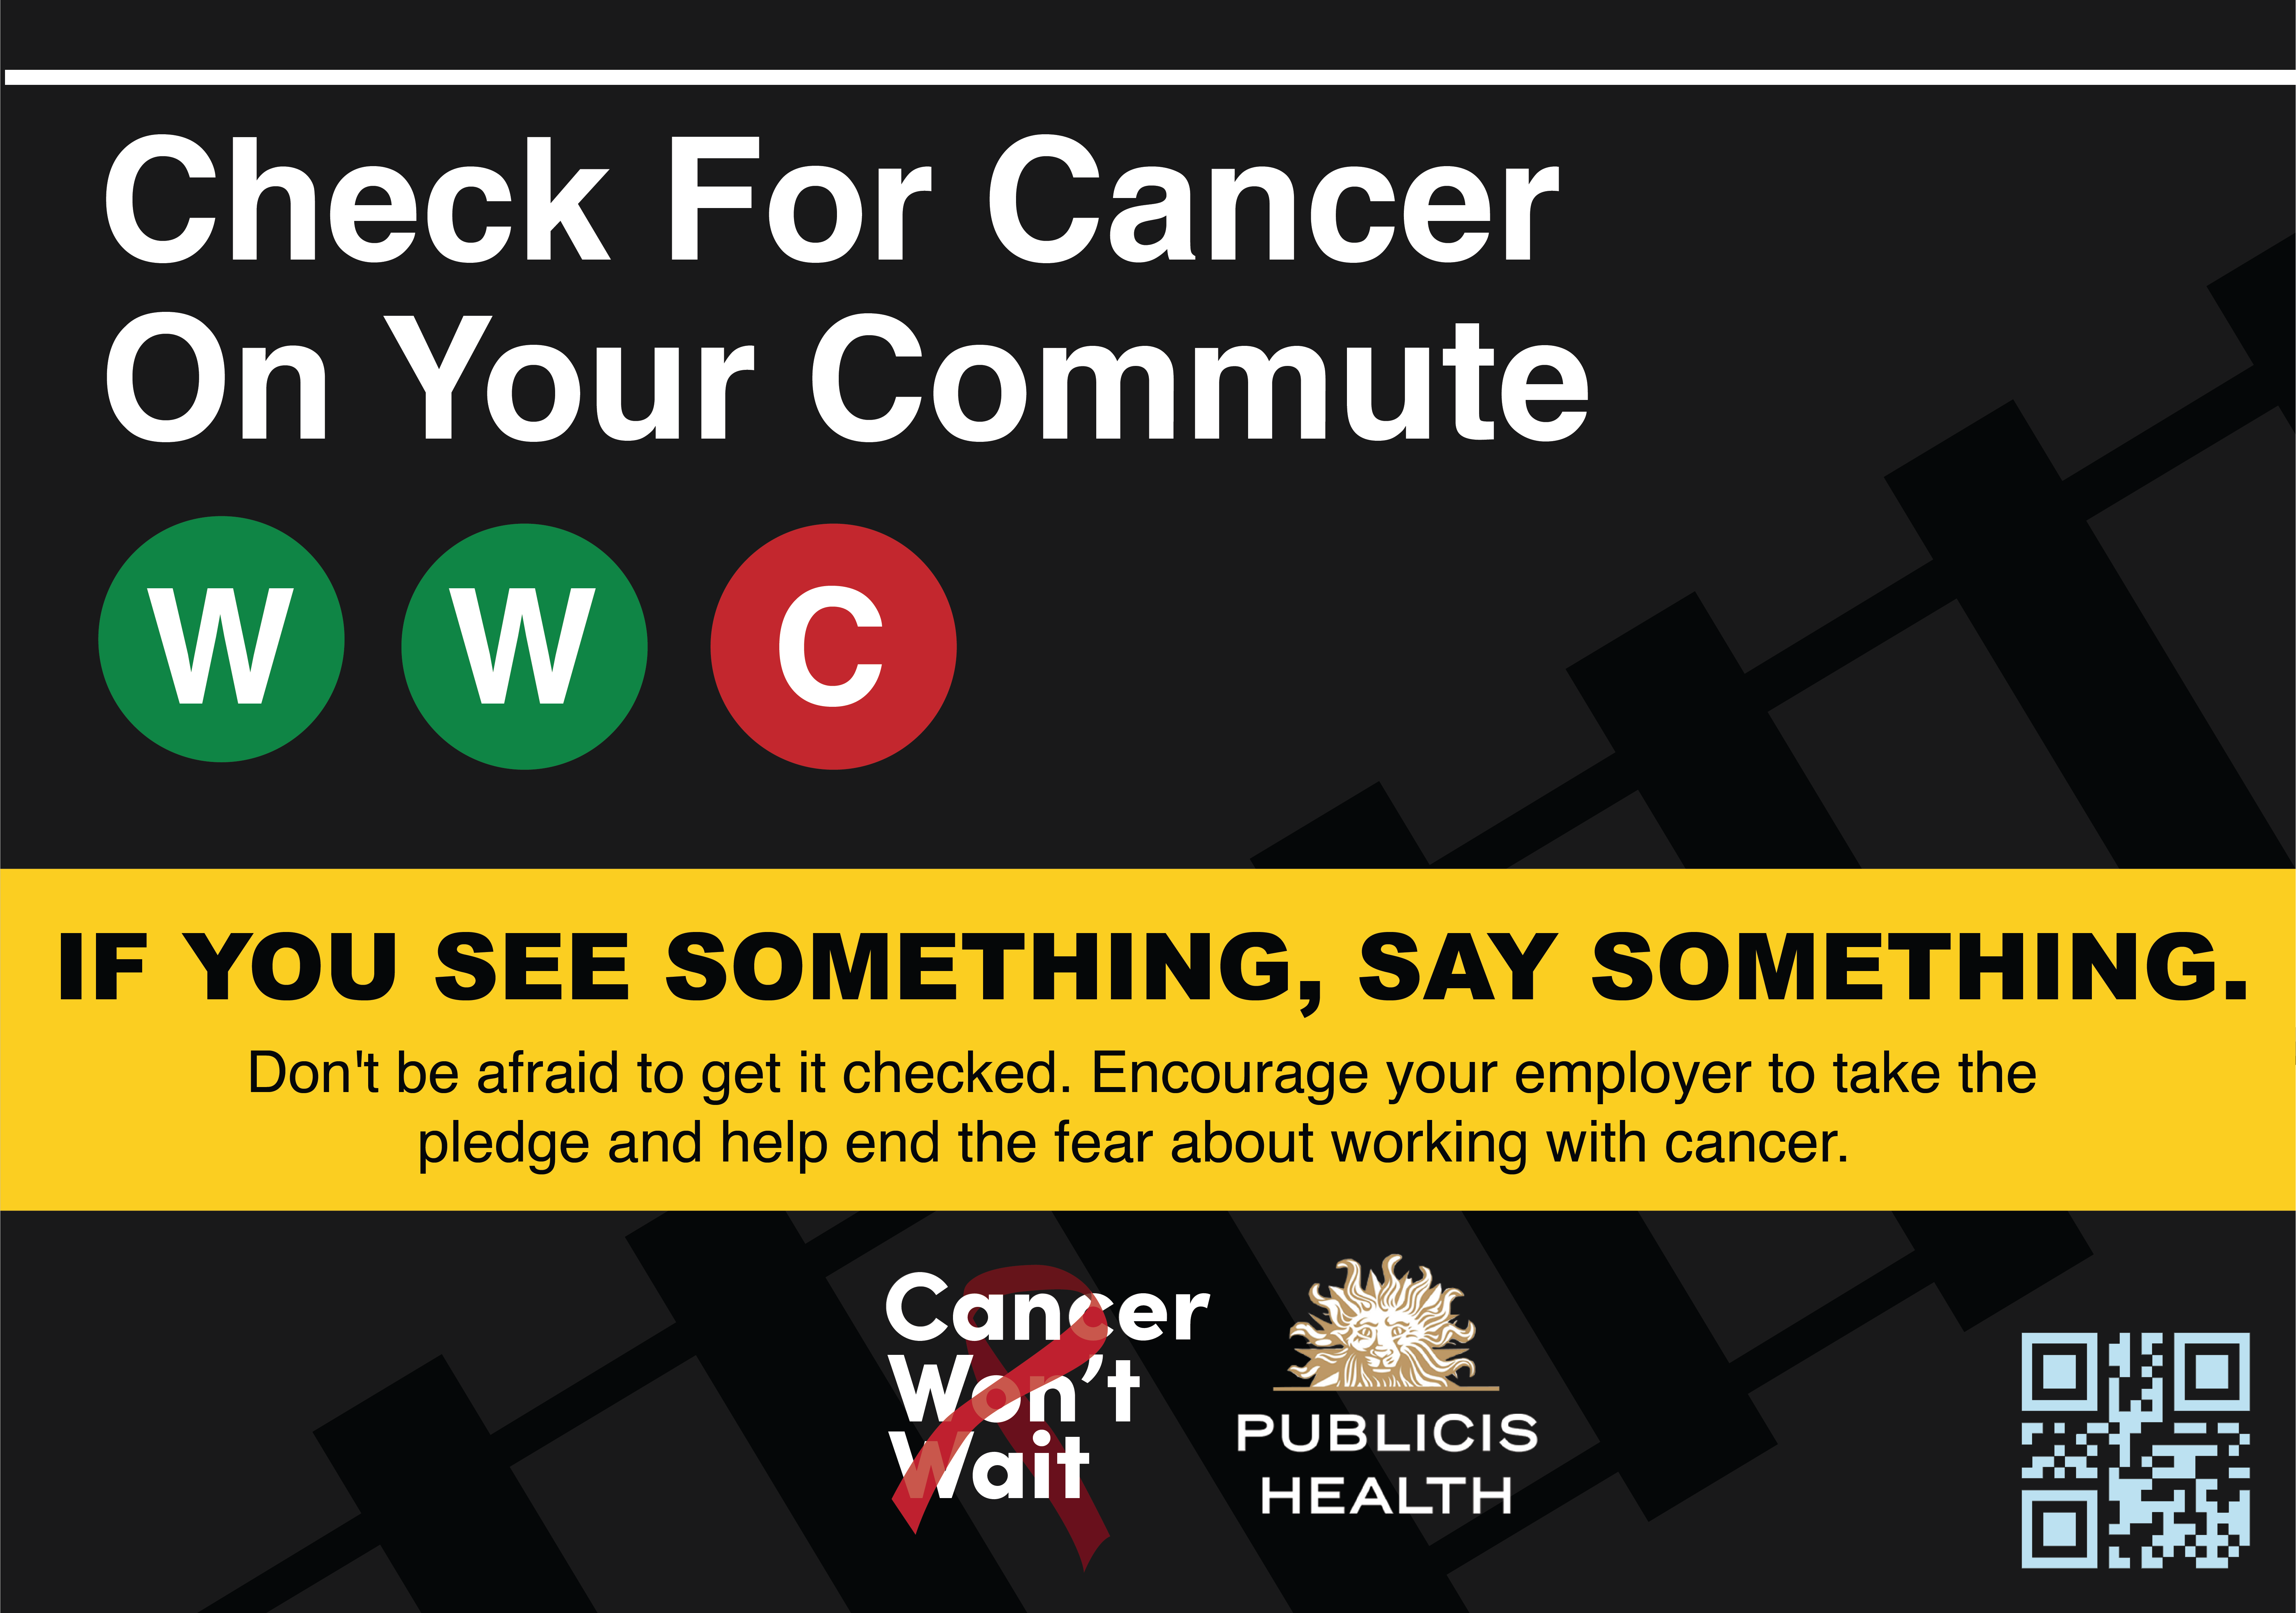 Check For Cancer
On Your Commute
W W C
IF YOU SEE SOMETHING, SAY SOMETHING.
Don't be afraid to get it checked. Encourage your employer to take the
pledge and help end the fear about working with cancer.
Cancer
Won’t
Wait
PUBLICIS
HEALTH